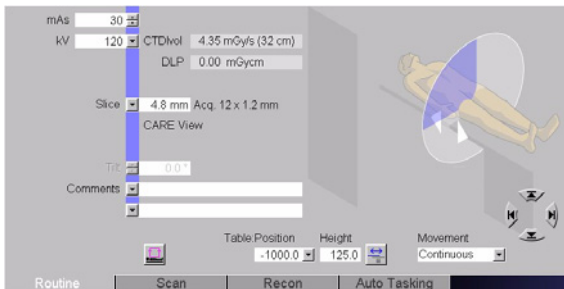 mAs 30
kV 120 CTDIvol 4.35 mGy/s (32 cm)
DLP 0.00 mGycm
Slice 4.8 mm Acq. 12 x 1.2 mm
CARE View
Tilt 0.0 °
Comments
Table Position Height Movement
-1000.0 125.0 Continuous
Routine Scan Recon Auto Tasking